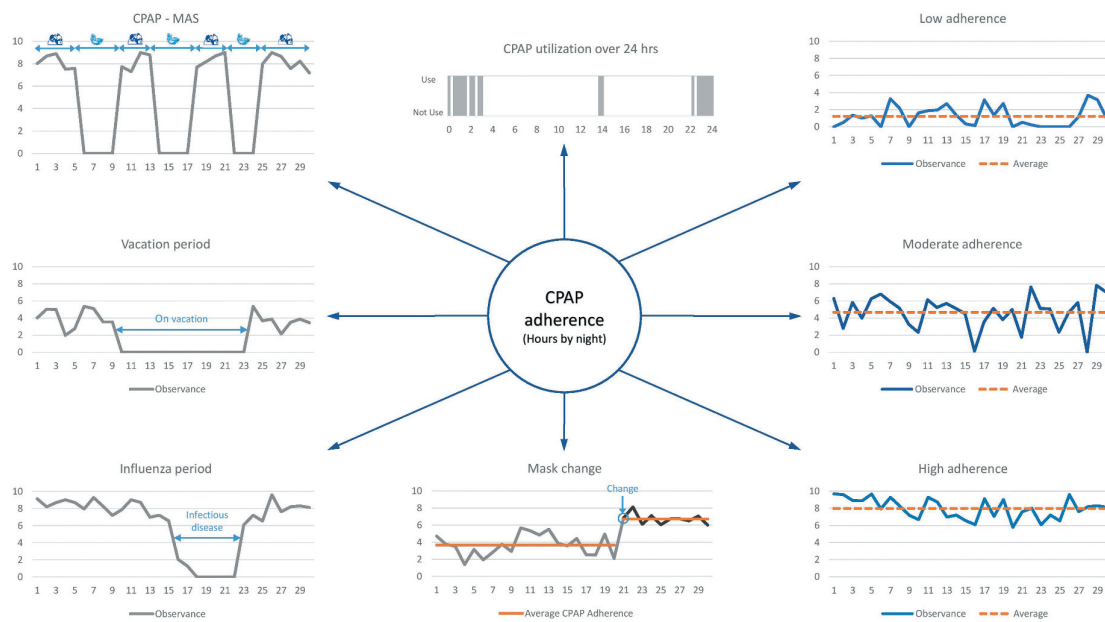 CPAP - MAS
10
8
6
4
2
0
1 3 5 7 9 11 13 15 17 19 21 23 25 27 29
CPAP utilization over 24 hrs
Use
Not Use
0 2 4 6 8 10 12 14 16 18 20 22 24
Low adherence
10
8
6
4
2
0
1 3 5 7 9 11 13 15 17 19 21 23 25 27 29
Observance Average
Vacation period
10
8
6
4
2
0
On vacation
1 3 5 7 9 11 13 15 17 19 21 23 25 27 29
Observance
CPAP
adherence
(Hours by night)
Moderate adherence
10
8
6
4
2
0
1 3 5 7 9 11 13 15 17 19 21 23 25 27 29
Observance Average
Influenza period
10
8
6
4
2
0
Infectious
disease
1 3 5 7 9 11 13 15 17 19 21 23 25 27 29
Observance
Mask change
Change
10
8
6
4
2
0
1 3 5 7 9 11 13 15 17 19 21 23 25 27 29
Average CPAP Adherence
High adherence
10
8
6
4
2
0
1 3 5 7 9 11 13 15 17 19 21 23 25 27 29
Observance Average